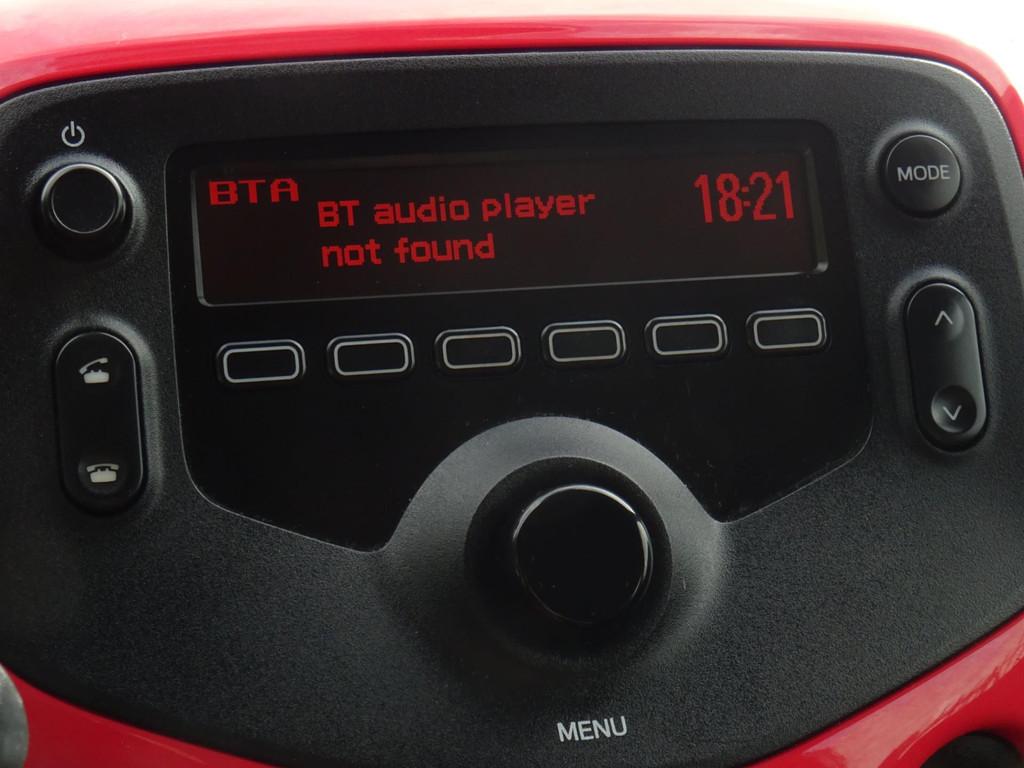 BTA
BT audio player
not found
18:21
MODE
MENU